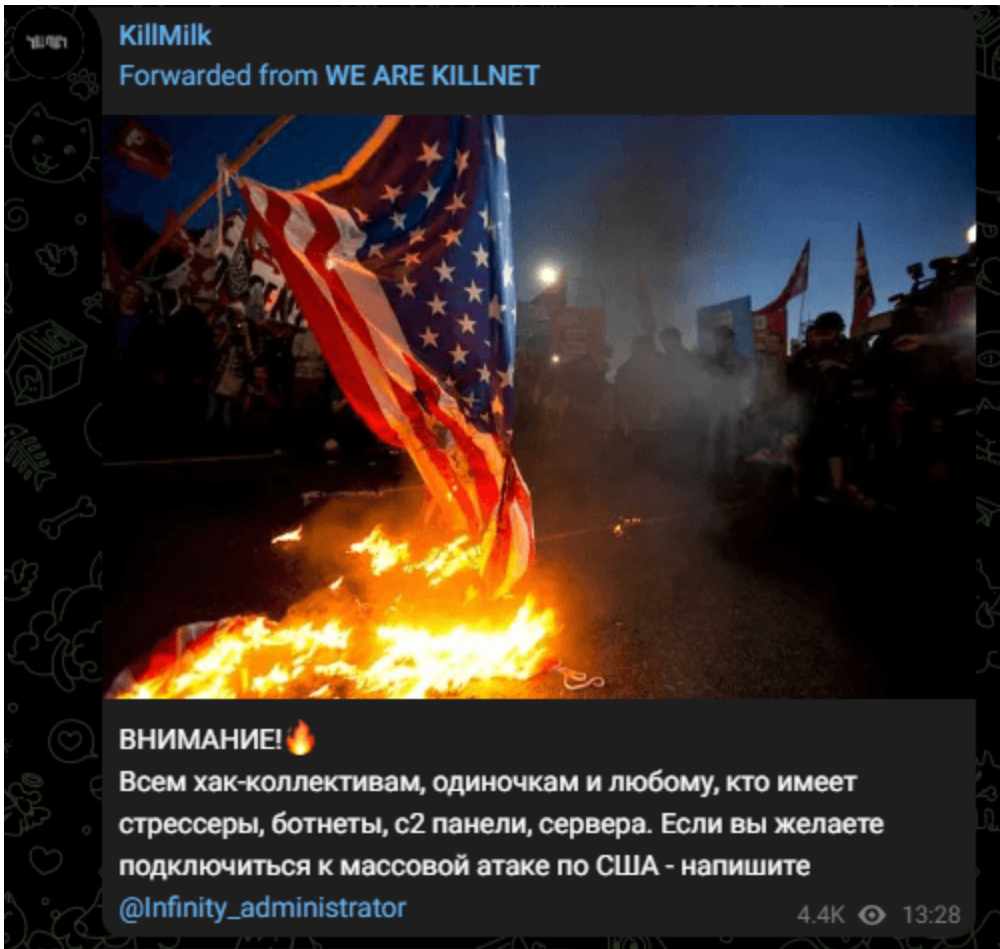 KillMilk
Forwarded from WE ARE KILLNET
ВНИМАНИЕ!🔥
Всем хак-коллективам, одиночкам и любому, кто имеет
стрессеры, ботнеты, с2 панели, сервера. Если вы желаете
подключиться к массовой атаке по США - напишите
@Infinity_administrator
4.4K 13:28